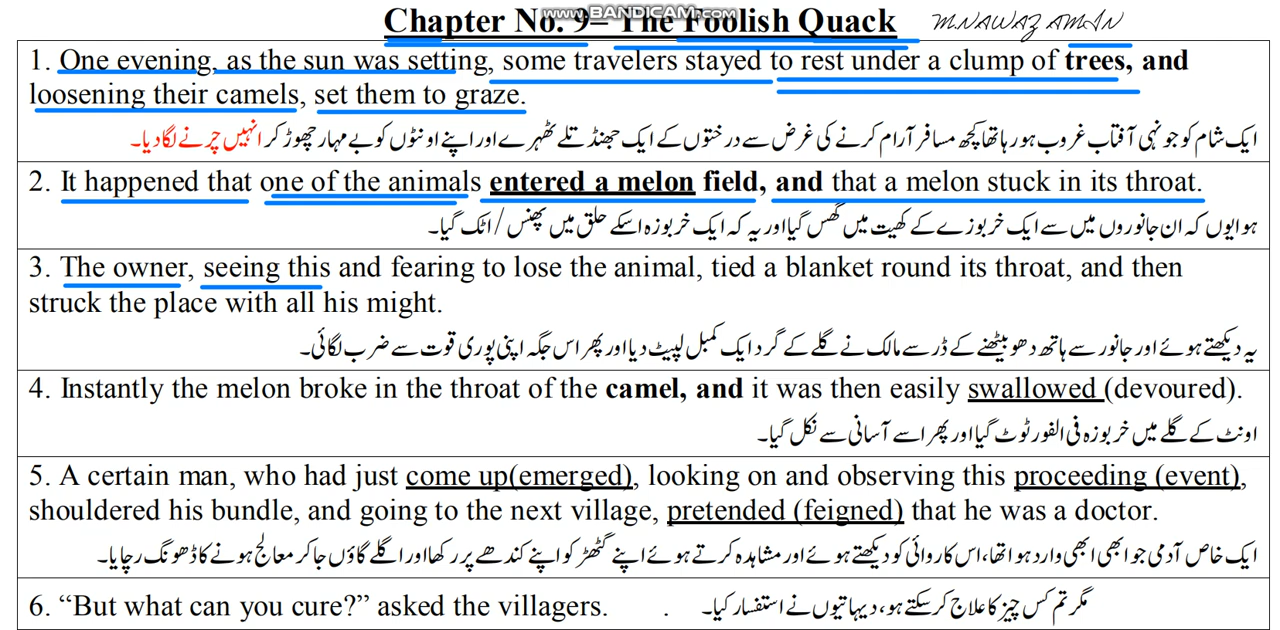 www.BANDICAM.com
Chapter No. 9– The Foolish Quack M.NAWAZ AMAN
1. One evening, as the sun was setting, some travelers stayed to rest under a clump of trees, and
loosening their camels, set them to graze.
ایک شام کو جونہی آفتاب غروب ہو رہا تھا کچھ مسافر آرام کرنے کی غرض سے درختوں کے ایک جھنڈ تلے ٹھہرے اور اپنے اونٹوں کو بے مہار چھوڑ کر انہیں چرنے لگا دیا۔
2. It happened that one of the animals entered a melon field, and that a melon stuck in its throat.
ہوا یوں کہ ان جانوروں میں سے ایک خربوزے کے کھیت میں گھس گیا اور یہ کہ ایک خربوزہ اسکے حلق میں پھنس / اٹک گیا۔
3. The owner, seeing this and fearing to lose the animal, tied a blanket round its throat, and then
struck the place with all his might.
یہ دیکھتے ہوئے اور جانور سے ہاتھ دھو بیٹھنے کے ڈر سے مالک نے گلے کے گرد ایک کمبل لپیٹ دیا اور پھر اس جگہ اپنی پوری قوت سے ضرب لگائی۔
4. Instantly the melon broke in the throat of the camel, and it was then easily swallowed (devoured).
اونٹ کے گلے میں خربوزہ فی الفور ٹوٹ گیا اور پھر اسے آسانی سے نگل گیا۔
5. A certain man, who had just come up(emerged), looking on and observing this proceeding (event),
shouldered his bundle, and going to the next village, pretended (feigned) that he was a doctor.
ایک خاص آدمی جو ابھی ابھی وارد ہوا تھا، اس کاروائی کو دیکھتے ہوئے اور مشاہدہ کرتے ہوئے اپنے گٹھڑ کو اپنے کندھے پر رکھا اور اگلے گاؤں جا کر معالج ہونے کا ڈھونگ رچایا۔
6. “But what can you cure?” asked the villagers. . مگر تم کس چیز کا علاج کر سکتے ہو، دیہاتیوں نے استفسار کیا۔